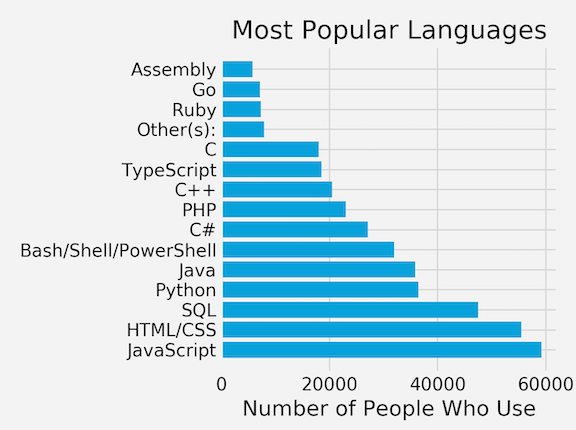 Most Popular Languages
Assembly
Go
Ruby
Other(s):
C
TypeScript
C++
PHP
C#
Bash/Shell/PowerShell
Java
Python
SQL
HTML/CSS
JavaScript
0 20000 40000 60000
Number of People Who Use